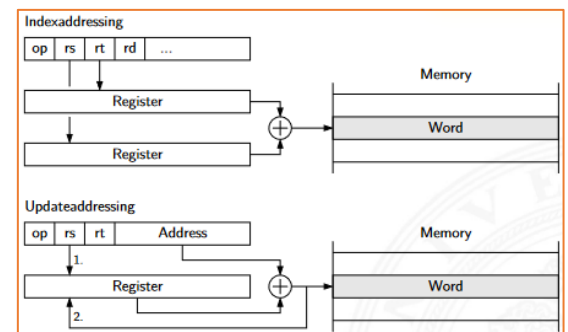 Indexaddressing
op rs rt rd ...
Memory
Register
Word
Register
Updateaddressing
op rs rt Address
Memory
1.
Register
Word
2.